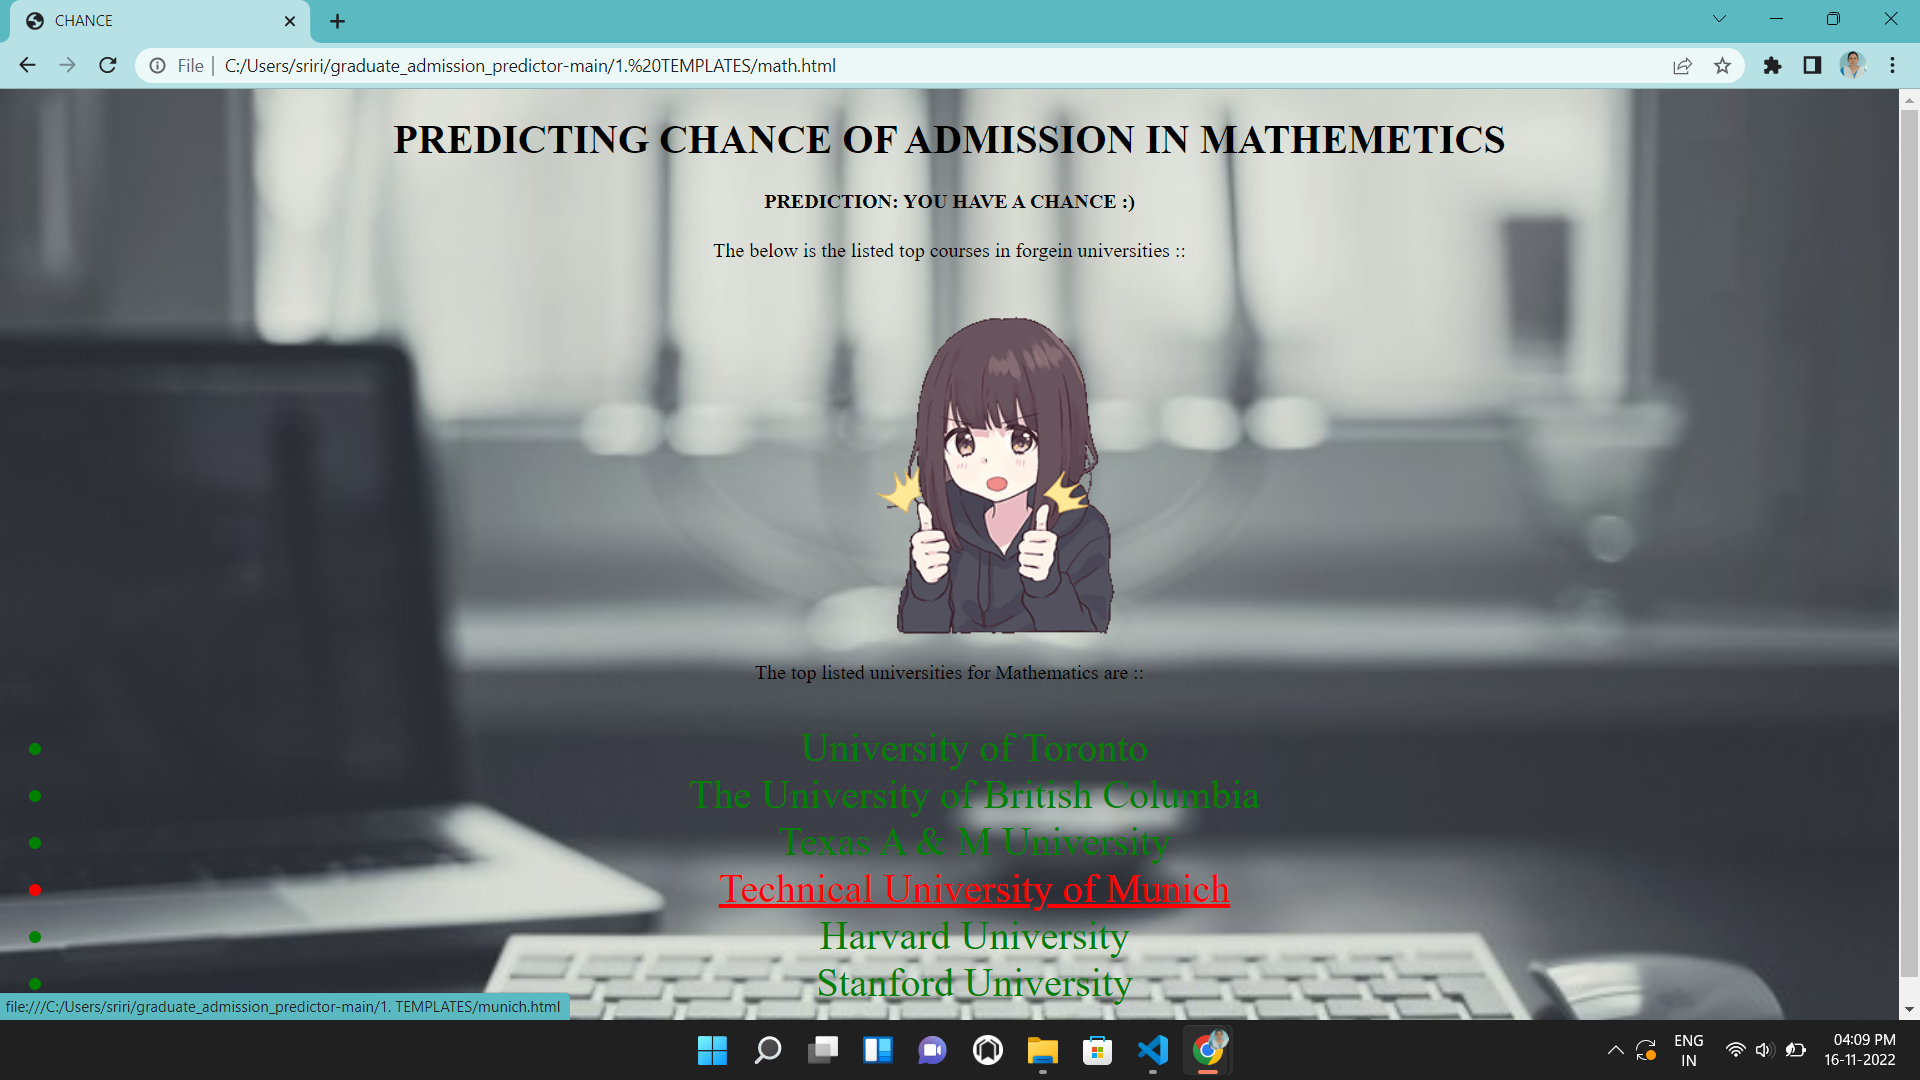 CHANCE
File
C:/Users/sriri/graduate_admission_predictor-main/1.%20TEMPLATES/math.html
PREDICTING CHANCE OF ADMISSION IN MATHEMETICS
PREDICTION: YOU HAVE A CHANCE :)
The below is the listed top courses in forgein universities ::
The top listed universities for Mathematics are ::
University of Toronto
The University of British Columbia
Texas A & M University
Technical University of Munich
Harvard University
Stanford University
file:///C:/Users/sriri/graduate_admission_predictor-main/1. TEMPLATES/munich.html
ENG
IN
04:09 PM
16-11-2022